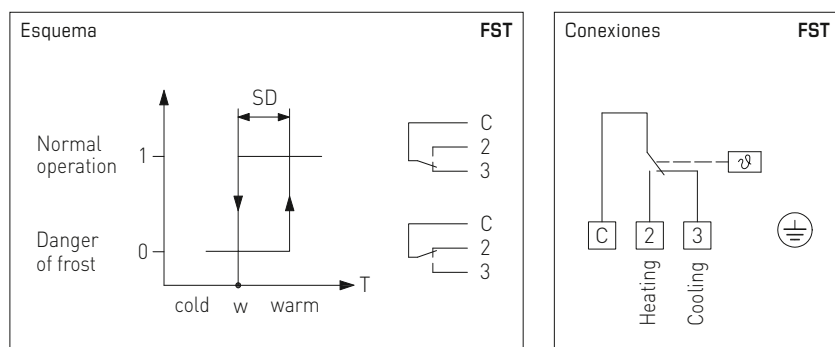 Esquema FST
SD
Normal
operation
1
C
2
3
Danger
of frost
0
C
2
3
T
cold w warm
Conexiones FST
ϑ
C 2 3
Heating
Cooling